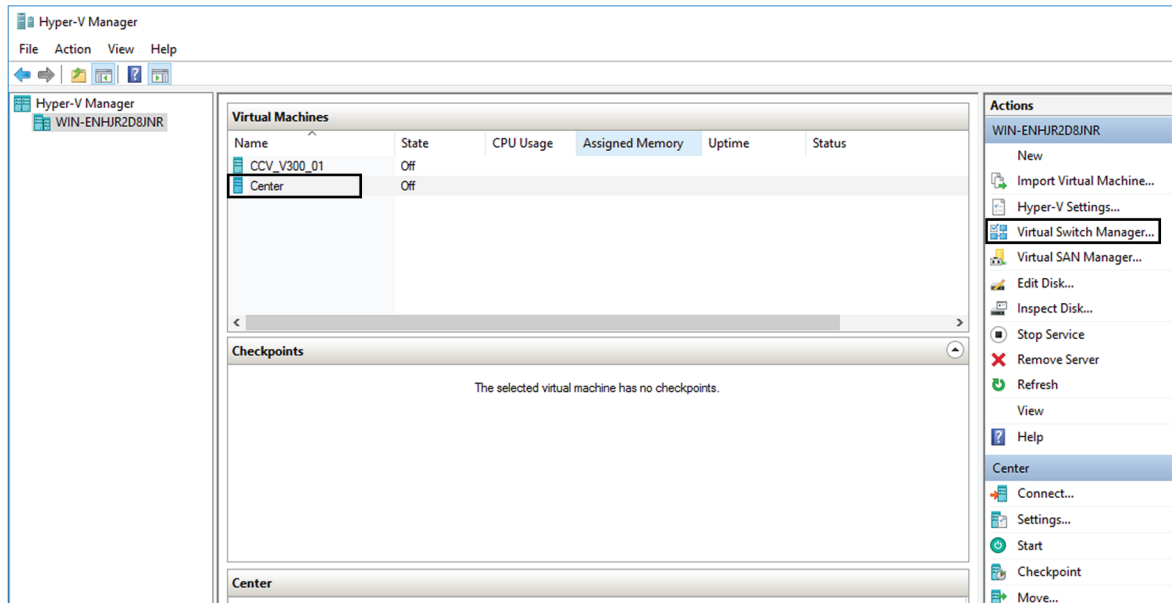 Hyper-V Manager
File Action View Help
Hyper-V Manager
WIN-ENHJR2D8JNR
Virtual Machines
Name State CPU Usage Assigned Memory Uptime Status
CCV_V300_01 Off
Center Off
Checkpoints
The selected virtual machine has no checkpoints.
Center
Actions
WIN-ENHJR2D8JNR
New
Import Virtual Machine...
Hyper-V Settings...
Virtual Switch Manager...
Virtual SAN Manager...
Edit Disk...
Inspect Disk...
Stop Service
Remove Server
Refresh
View
Help
Center
Connect...
Settings...
Start
Checkpoint
Move...